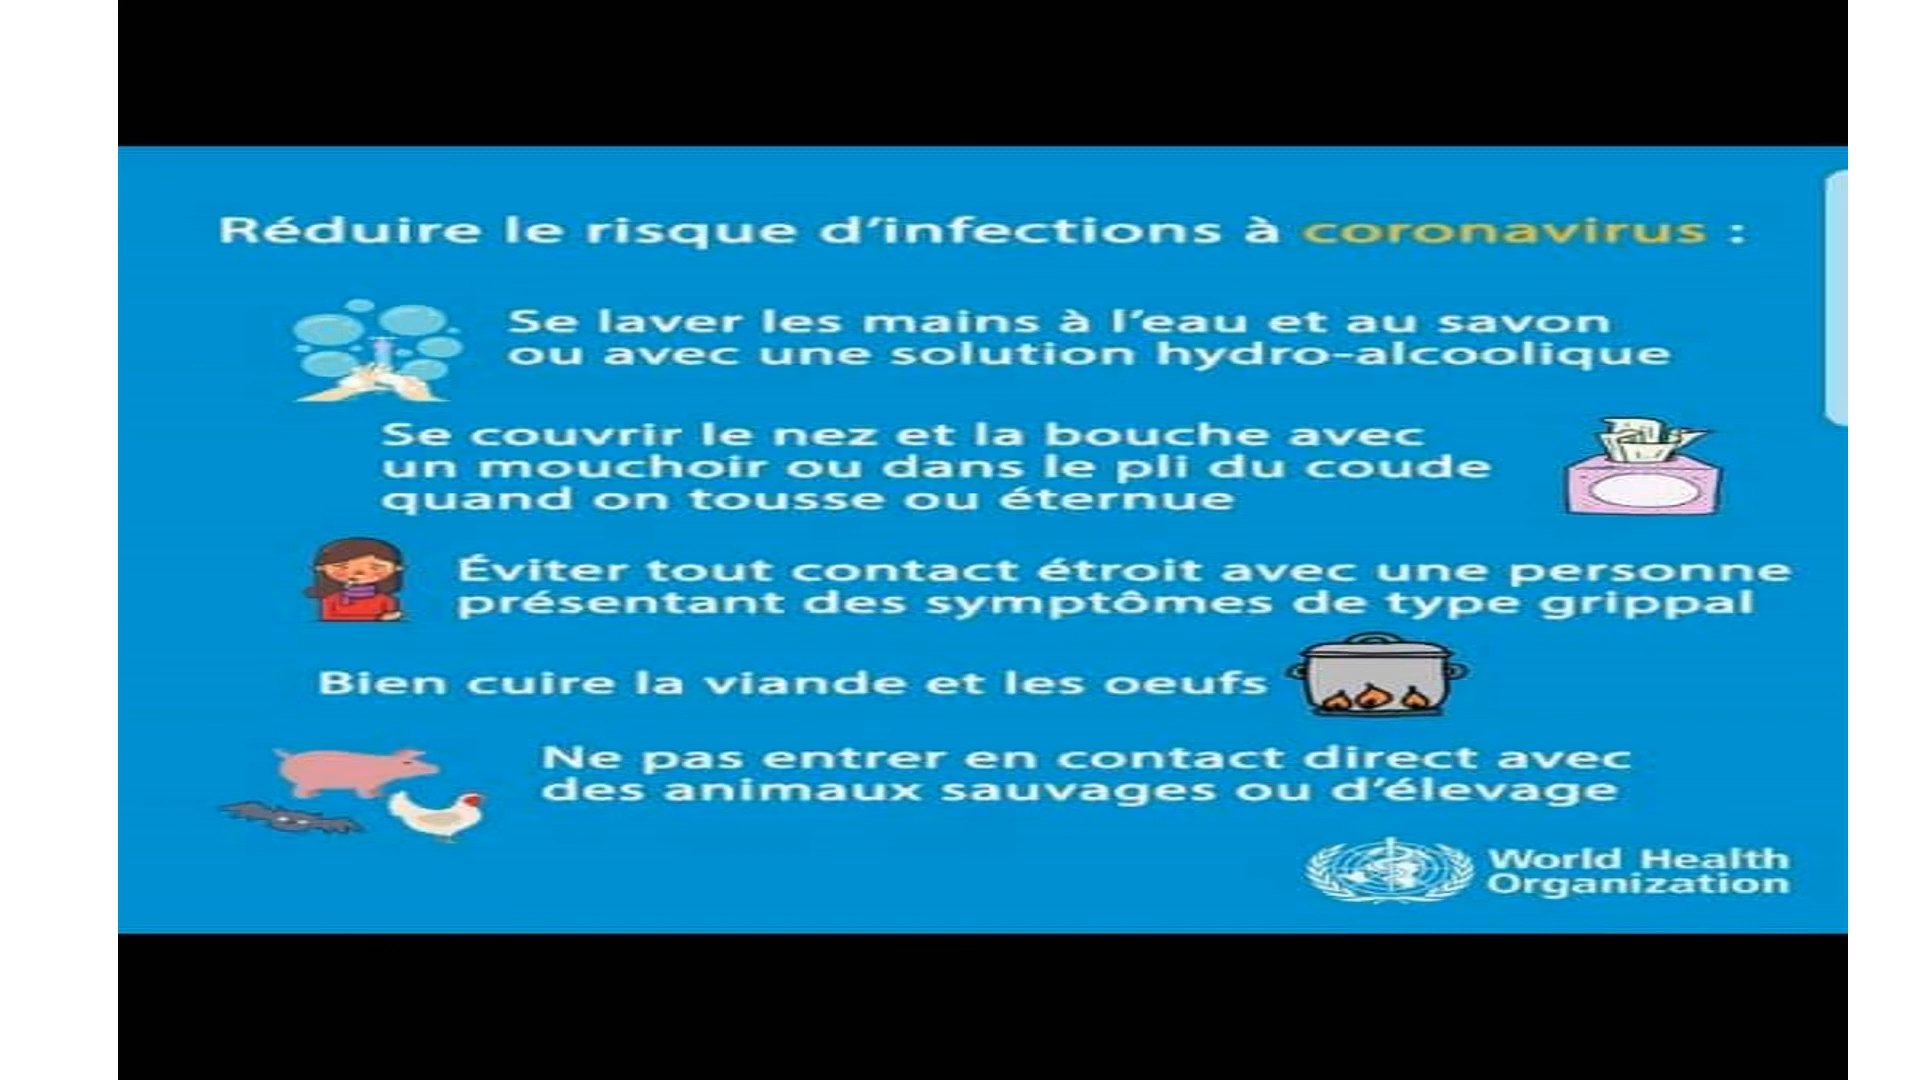 Réduire le risque d’infections à coronavirus :
Se laver les mains à l’eau et au savon
ou avec une solution hydro-alcoolique
Se couvrir le nez et la bouche avec
un mouchoir ou dans le pli du coude
quand on tousse ou éternue
Éviter tout contact étroit avec une personne
présentant des symptômes de type grippal
Bien cuire la viande et les oeufs
Ne pas entrer en contact direct avec
des animaux sauvages ou d’élevage
World Health
Organization